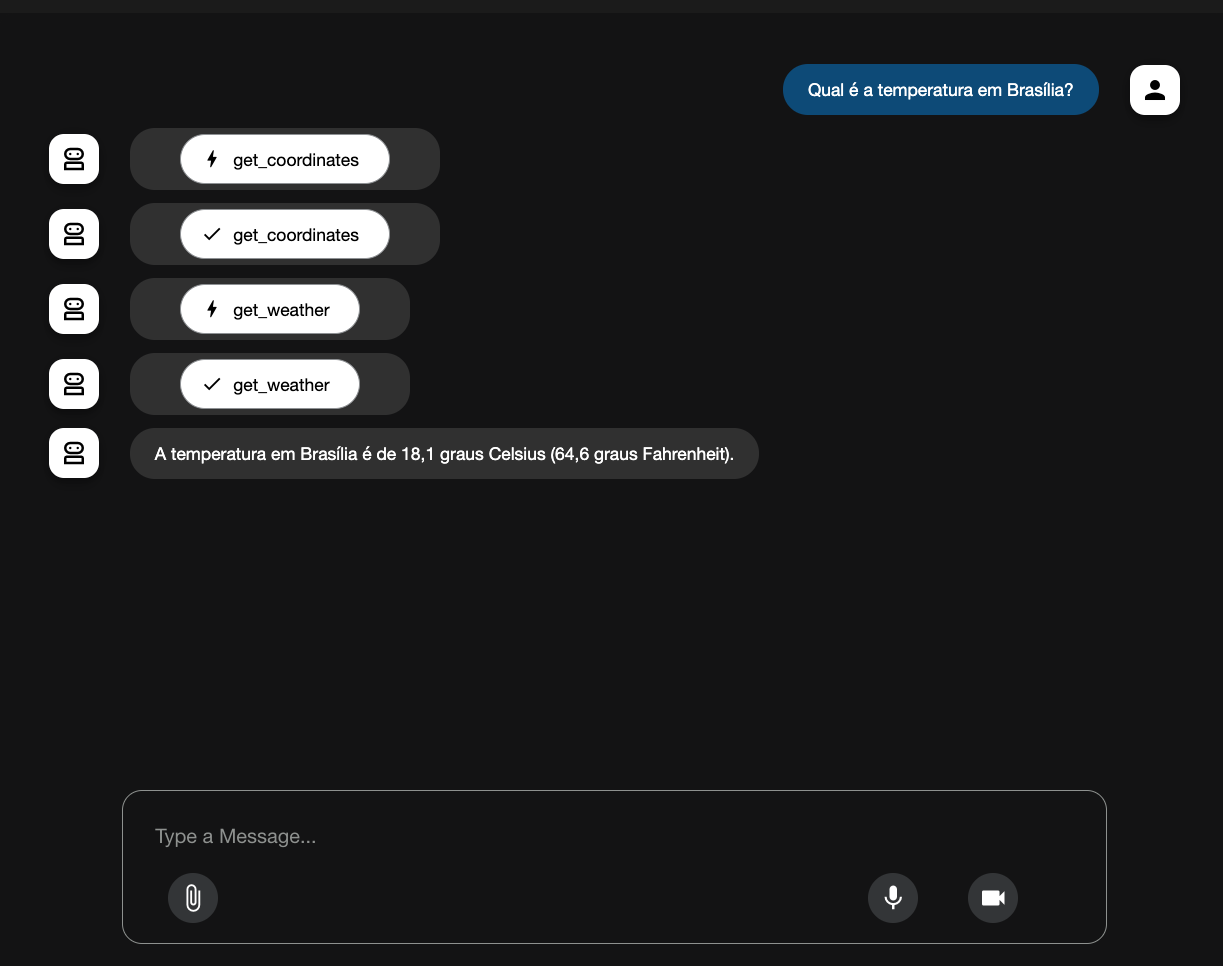 Qual é a temperatura em Brasília?
get_coordinates
get_coordinates
get_weather
get_weather
A temperatura em Brasília é de 18,1 graus Celsius (64,6 graus Fahrenheit).
Type a Message...